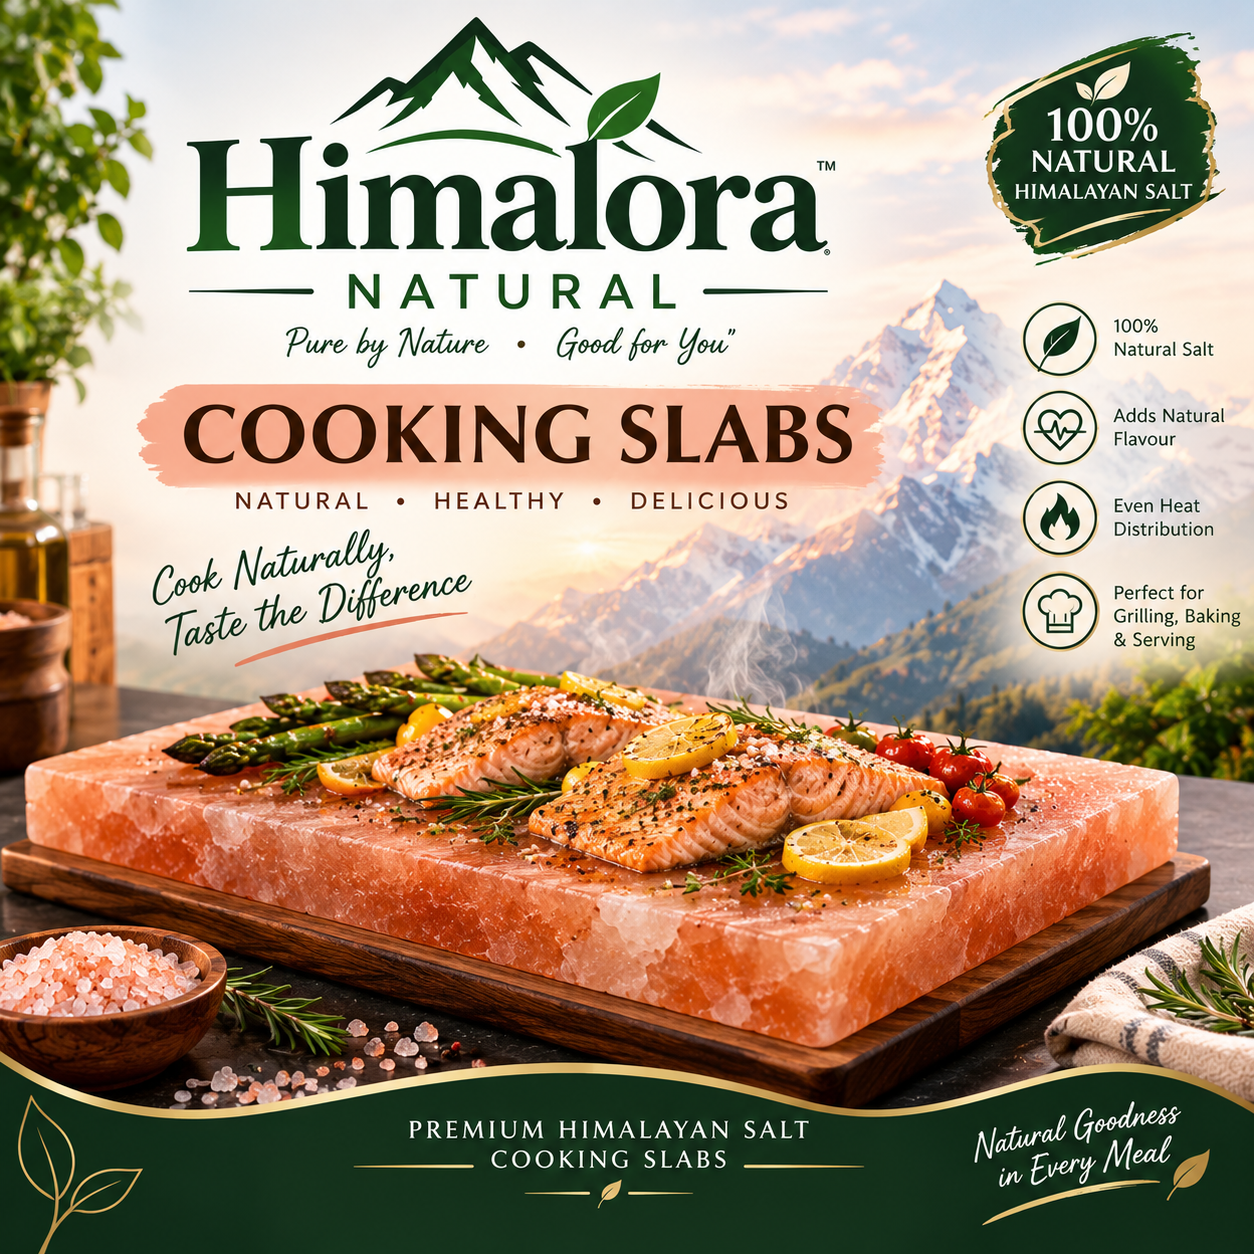 Himalora™
®
NATURAL
Pure by Nature • Good for You"
COOKING SLABS
NATURAL • HEALTHY • DELICIOUS
Cook Naturally,
Taste the Difference
100%
NATURAL
HIMALAYAN SALT
100%
Natural Salt
Adds Natural
Flavour
Even Heat
Distribution
Perfect for
Grilling, Baking
& Serving
PREMIUM HIMALAYAN SALT
COOKING SLABS
Natural Goodness
in Every Meal